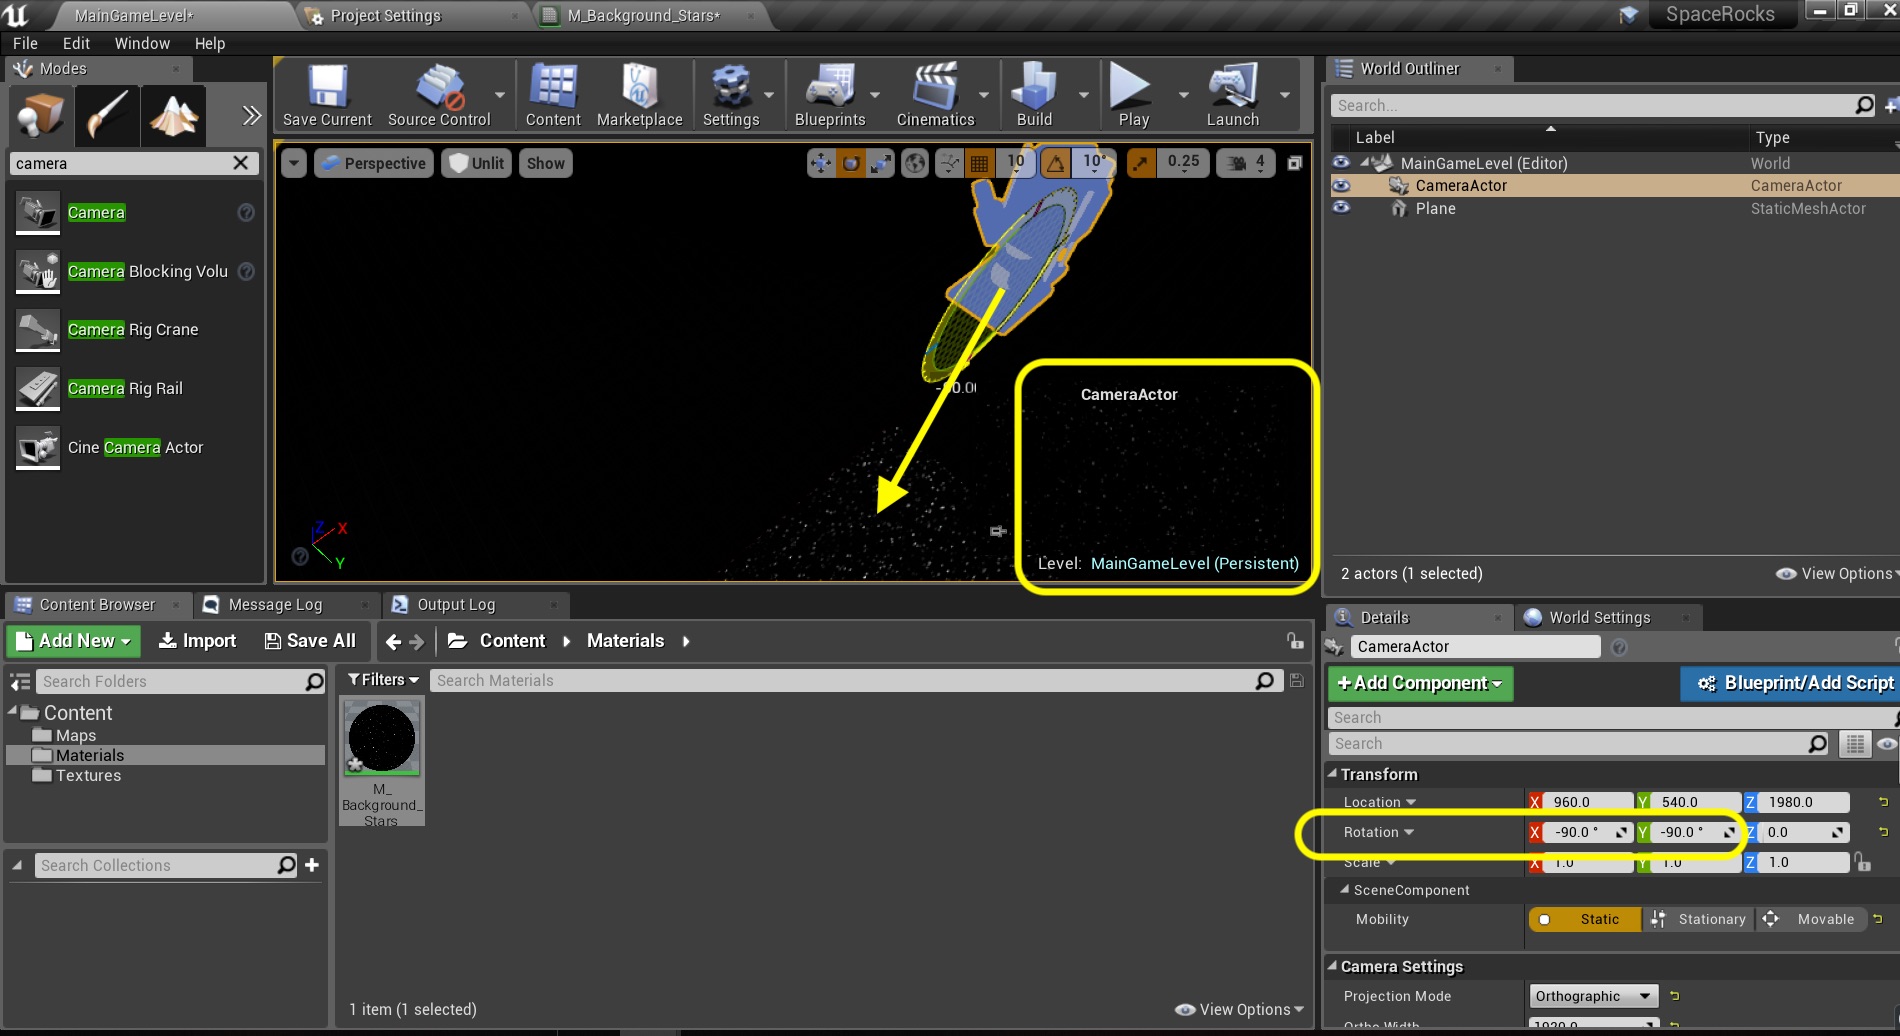 MainGameLevel*
Project Settings
M_Background_Stars*
SpaceRocks
File Edit Window Help
Modes
camera
Camera
Camera Blocking Volu
Camera Rig Crane
Camera Rig Rail
Cine Camera Actor
Save Current
Source Control
Content
Marketplace
Settings
Blueprints
Cinematics
Build
Play
Launch
Perspective
Unlit
Show
10
10°
0.25
4
CameraActor
Level: MainGameLevel (Persistent)
Z
X
Y
World Outliner
Search...
Label Type
MainGameLevel (Editor) World
CameraActor CameraActor
Plane StaticMeshActor
2 actors (1 selected)
View Options
Content Browser
Message Log
Output Log
Add New
Import
Save All
Content
Materials
Search Folders
Content
Maps
Materials
Textures
Search Collections
Filters
Search Materials
M_
Background_
Stars
1 item (1 selected)
View Options
Details
World Settings
CameraActor
+Add Component
Blueprint/Add Script
Search
Search
Transform
Location X 960.0 Y 540.0 Z 1980.0
Rotation X -90.0 ° Y -90.0 ° Z 0.0
Scale X 1.0 Y 1.0 Z 1.0
SceneComponent
Mobility Static Stationary Movable
Camera Settings
Projection Mode Orthographic
Ortho Width 1920.0